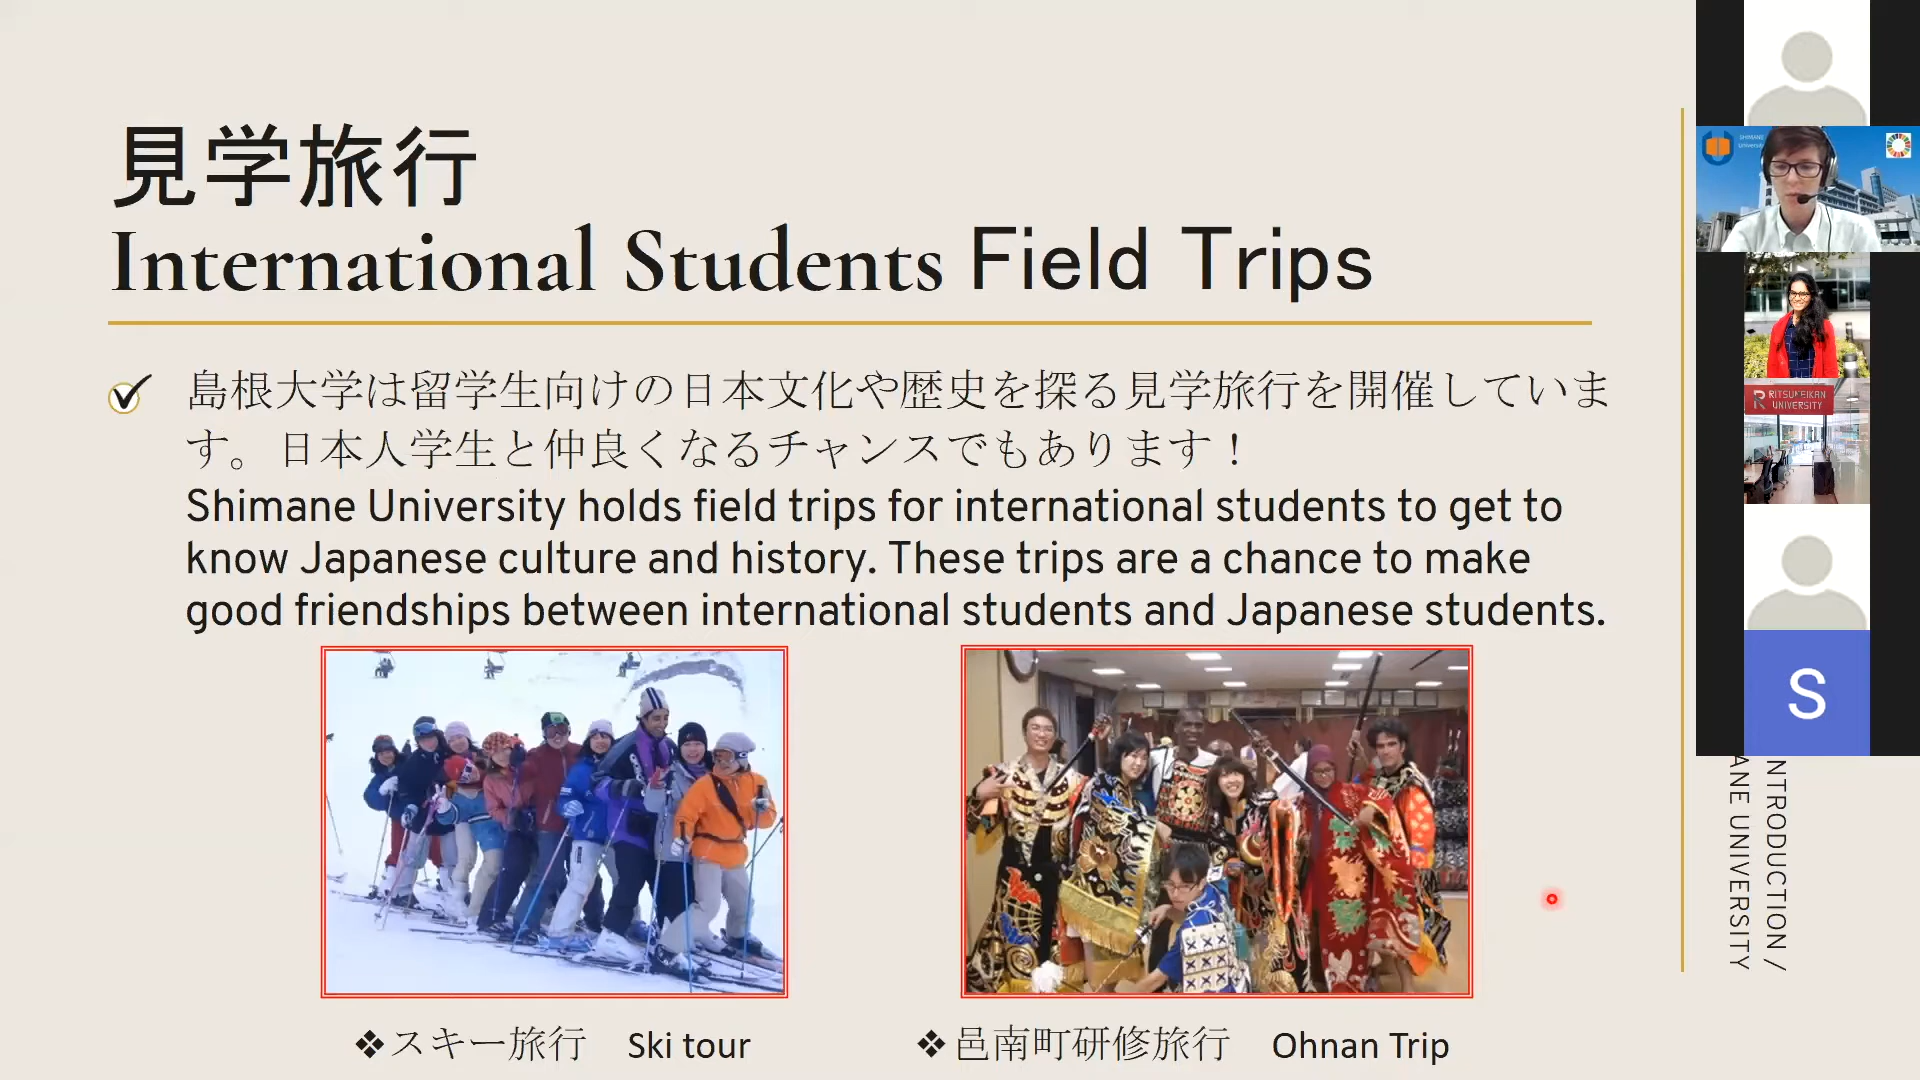 見学旅行
International Students Field Trips
島根大学は留学生向けの日本文化や歴史を探る見学旅行を開催していま
す。日本人学生と仲良くなるチャンスでもあります！
Shimane University holds field trips for international students to get to
know Japanese culture and history. These trips are a chance to make
good friendships between international students and Japanese students.
❖スキー旅行 Ski tour
❖邑南町研修旅行 Ohnan Trip
SHIMANE
University
R RITSUMEIKAN
UNIVERSITY
S
NTRODUCTION /
ANE UNIVERSITY